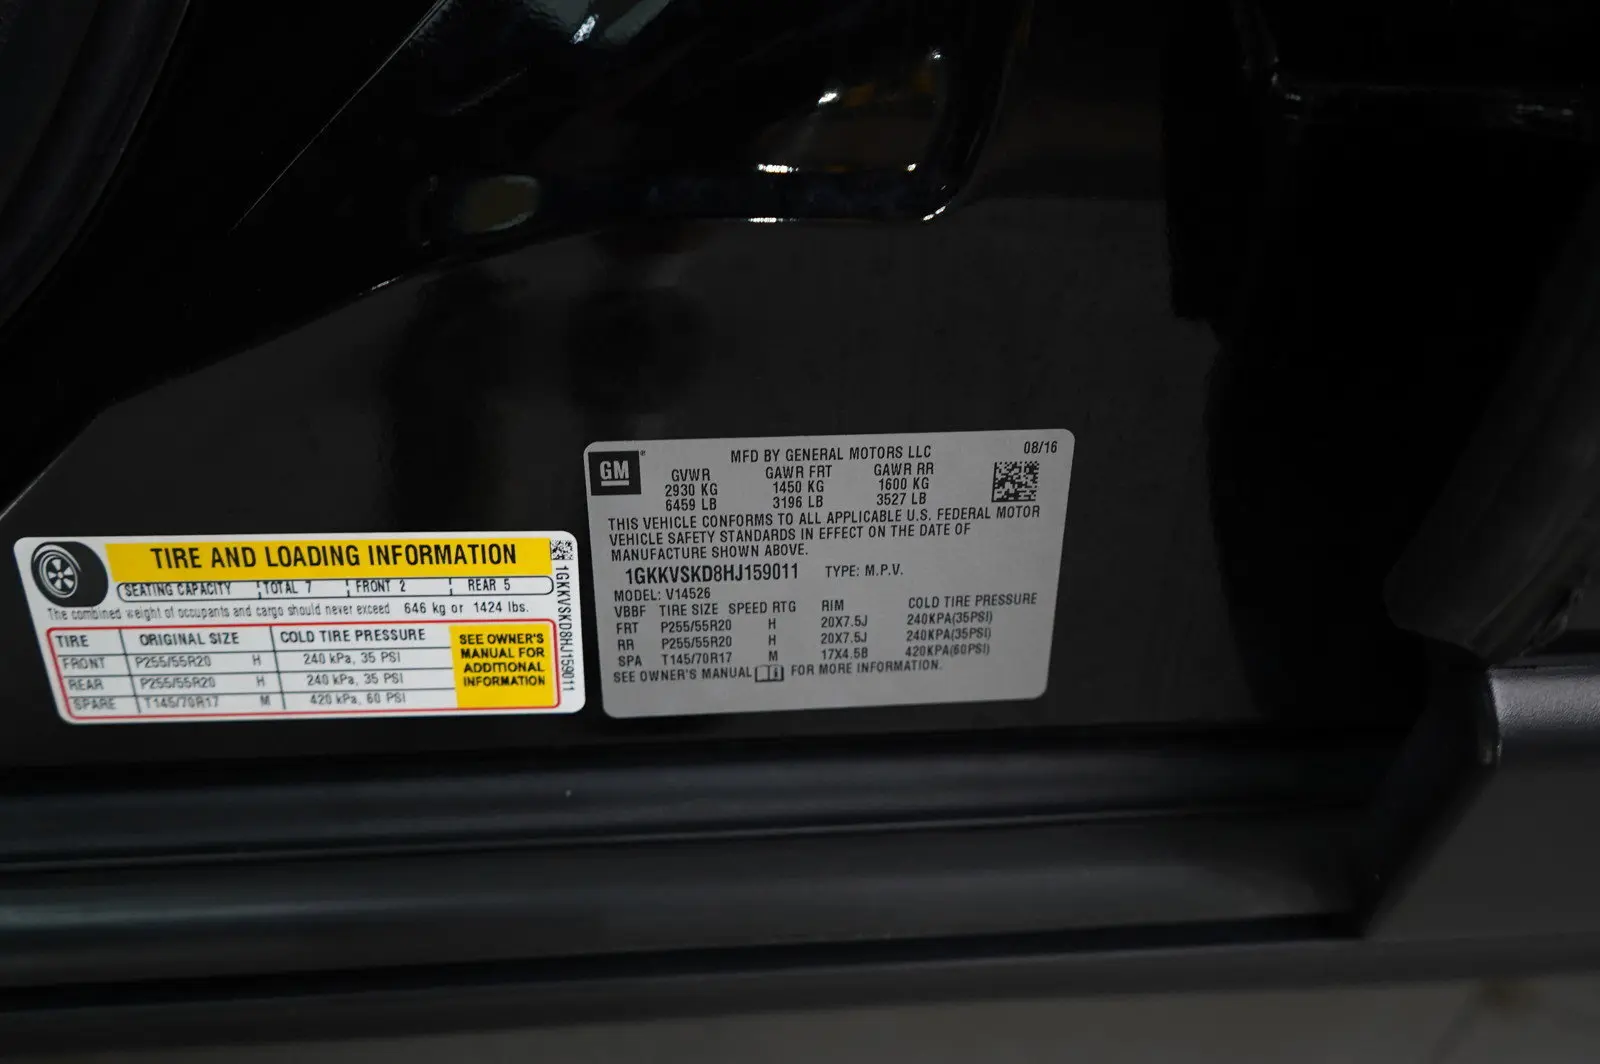 TIRE AND LOADING INFORMATION
SEATING CAPACITY TOTAL 7 FRONT 2 REAR 5
The combined weight of occupants and cargo should never exceed 646 kg or 1424 lbs.
TIRE ORIGINAL SIZE COLD TIRE PRESSURE
FRONT P255/55R20 H 240 kPa, 35 PSI
REAR P255/55R20 H 240 kPa, 35 PSI
SPARE T145/70R17 M 420 kPa, 60 PSI
SEE OWNER'S
MANUAL FOR
ADDITIONAL
INFORMATION
1GKKVSKD8HJ159011
GM
MFD BY GENERAL MOTORS LLC 08/16
GVWR GAWR FRT GAWR RR
2930 KG 1450 KG 1600 KG
6459 LB 3196 LB 3527 LB
THIS VEHICLE CONFORMS TO ALL APPLICABLE U.S. FEDERAL MOTOR
VEHICLE SAFETY STANDARDS IN EFFECT ON THE DATE OF
MANUFACTURE SHOWN ABOVE.
1GKKVSKD8HJ159011 TYPE: M.P.V.
MODEL: V14526
VBBF TIRE SIZE SPEED RTG RIM COLD TIRE PRESSURE
FRT P255/55R20 H 20X7.5J 240KPA(35PSI)
RR P255/55R20 H 20X7.5J 240KPA(35PSI)
SPA T145/70R17 M 17X4.5B 420KPA(60PSI)
SEE OWNER'S MANUAL FOR MORE INFORMATION.